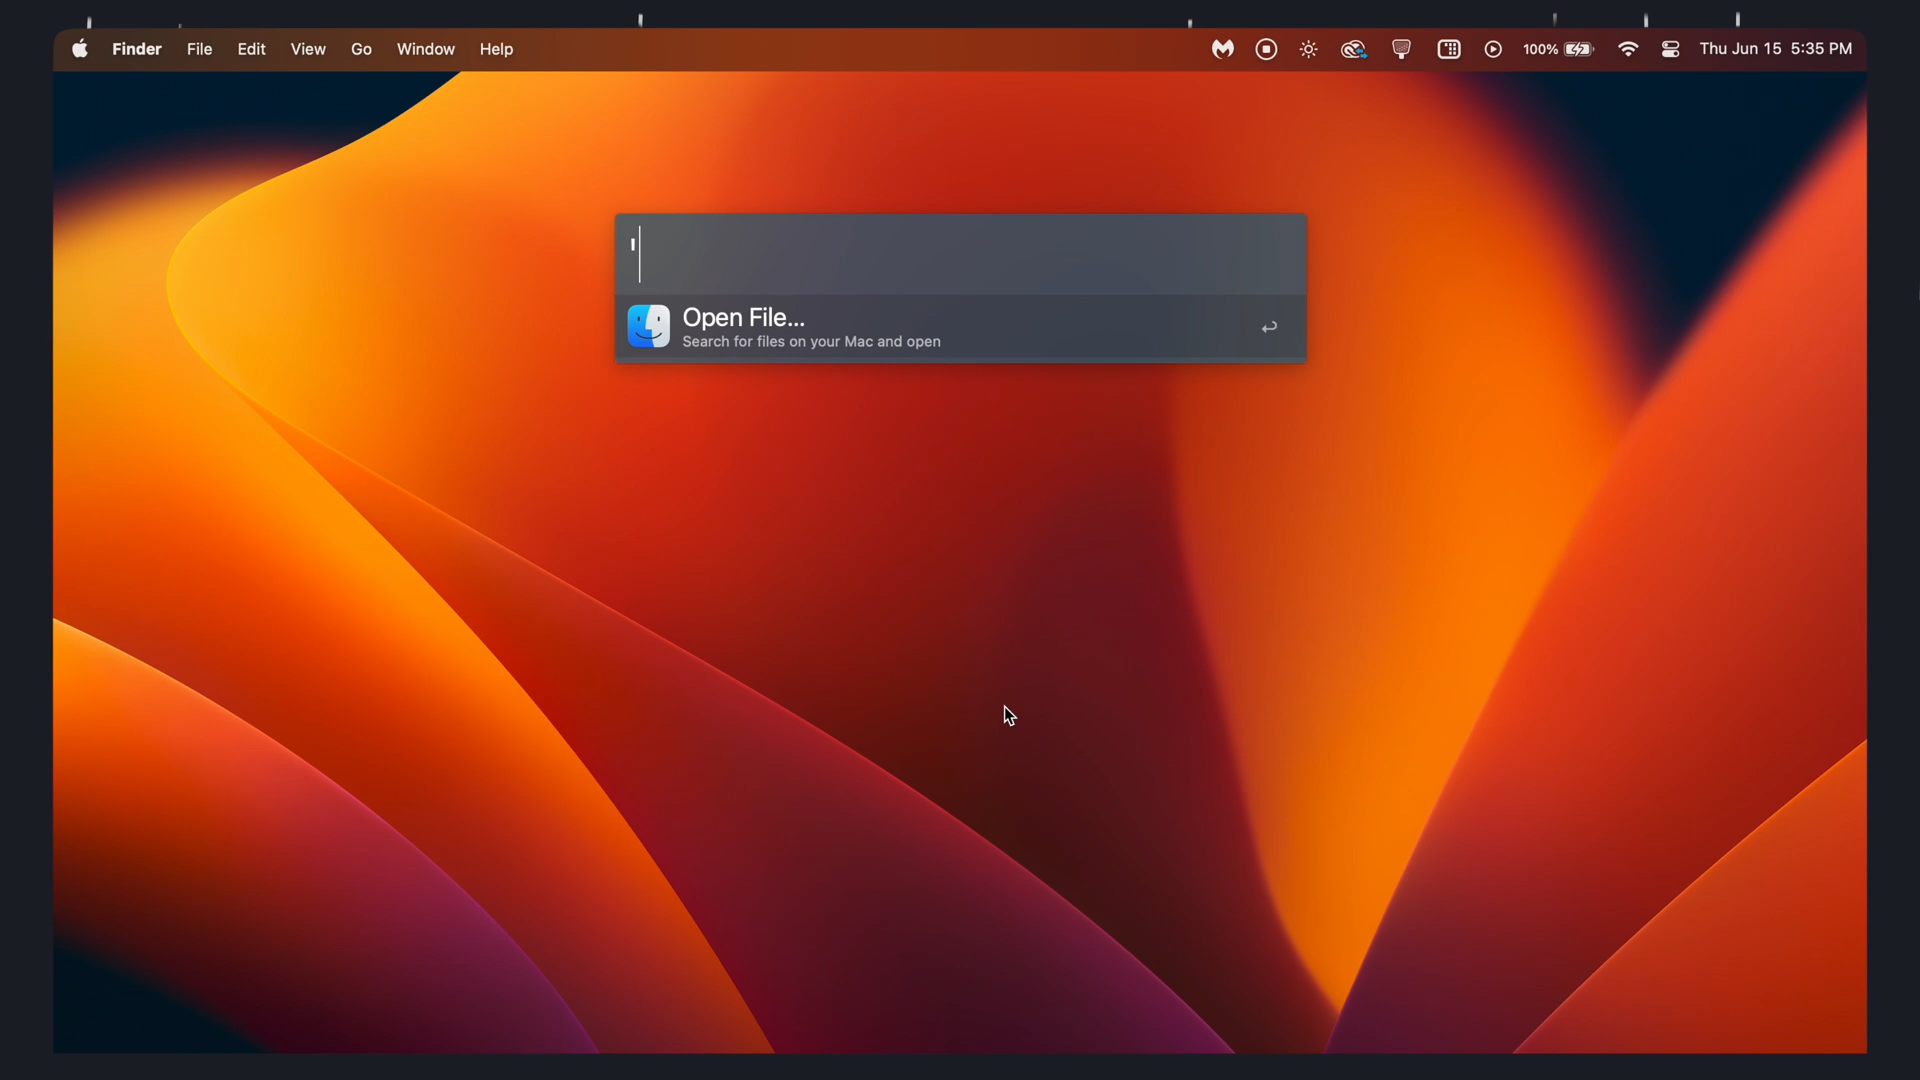 Finder File Edit View Go Window Help 100% Thu Jun 15 5:35 PM
'
Open File...
Search for files on your Mac and open